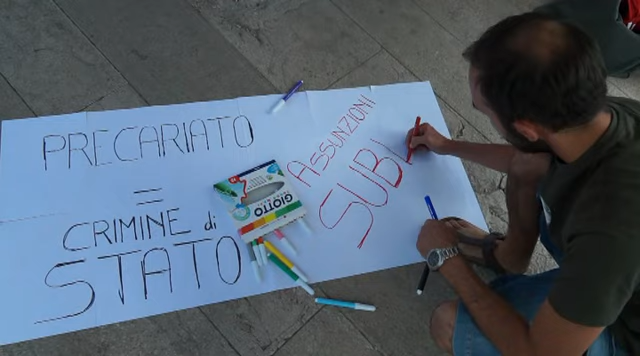 PRECARIATO
=
CRIMINE di
STATO
ASSUNZIONI
SUBI
GIOTTO